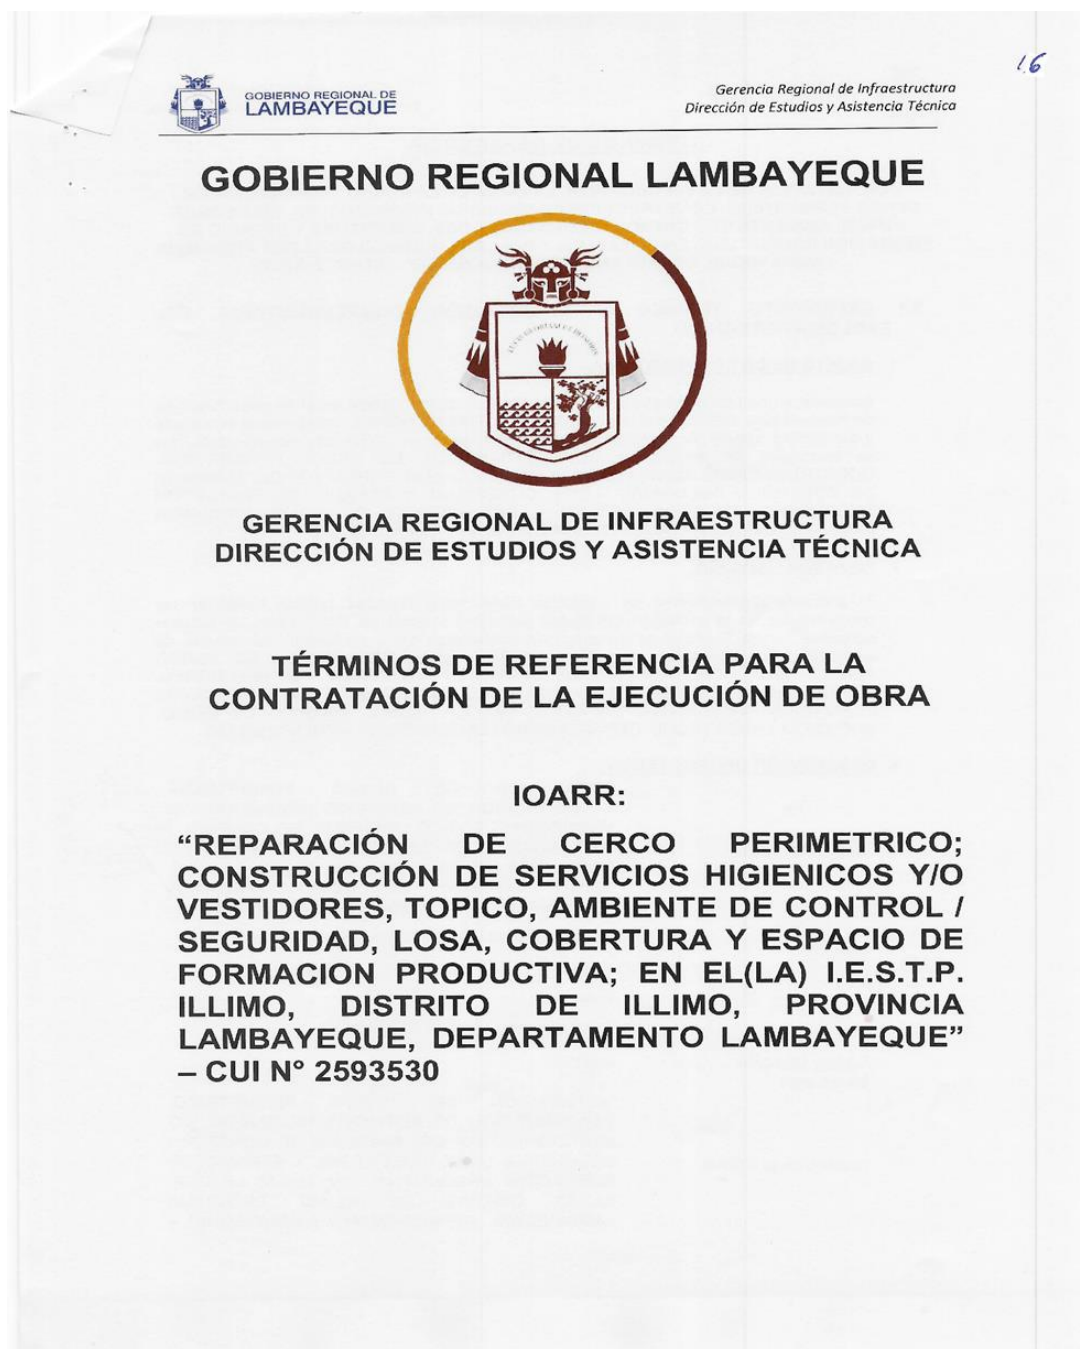 16
GOBIERNO REGIONAL DE
LAMBAYEQUE
Gerencia Regional de Infraestructura
Dirección de Estudios y Asistencia Técnica
GOBIERNO REGIONAL LAMBAYEQUE
GERENCIA REGIONAL DE INFRAESTRUCTURA
DIRECCIÓN DE ESTUDIOS Y ASISTENCIA TÉCNICA
TÉRMINOS DE REFERENCIA PARA LA
CONTRATACIÓN DE LA EJECUCIÓN DE OBRA
IOARR:
“REPARACIÓN DE CERCO PERIMETRICO;
CONSTRUCCIÓN DE SERVICIOS HIGIENICOS Y/O
VESTIDORES, TOPICO, AMBIENTE DE CONTROL /
SEGURIDAD, LOSA, COBERTURA Y ESPACIO DE
FORMACION PRODUCTIVA; EN EL(LA) I.E.S.T.P.
ILLIMO, DISTRITO DE ILLIMO, PROVINCIA
LAMBAYEQUE, DEPARTAMENTO LAMBAYEQUE”
– CUI N° 2593530